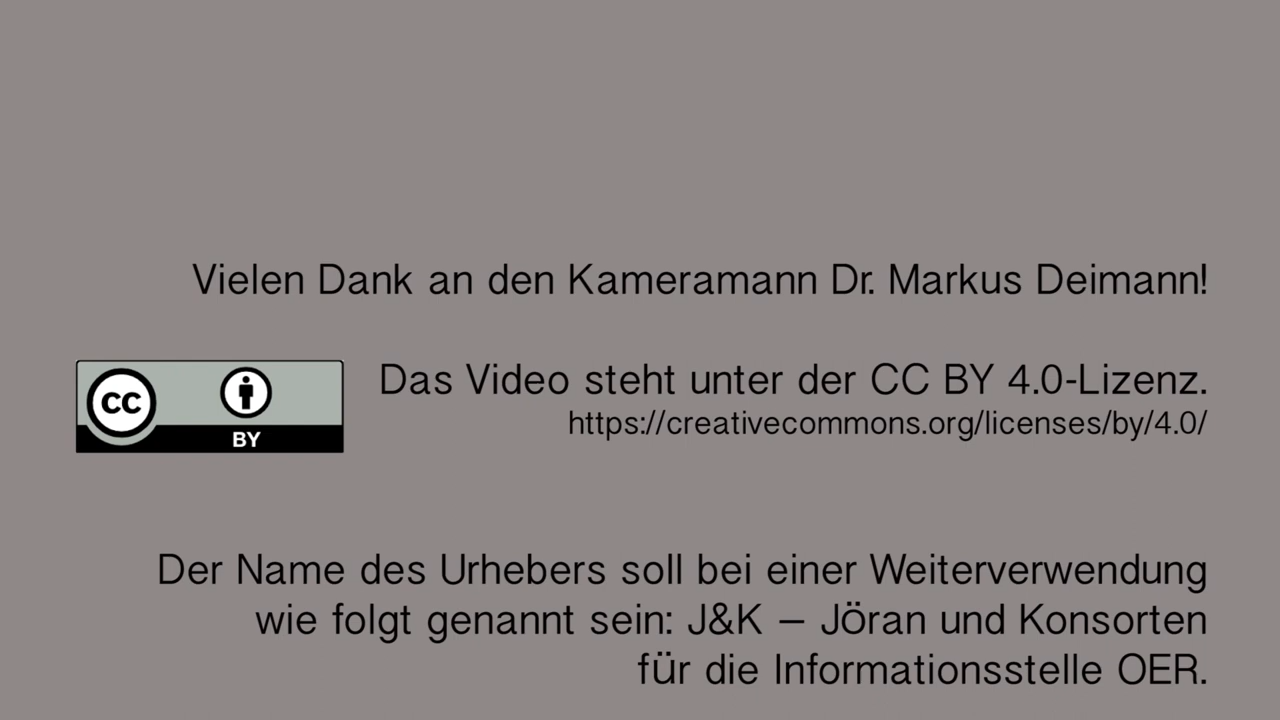 Vielen Dank an den Kameramann Dr. Markus Deimann!
CC
BY
Das Video steht unter der CC BY 4.0-Lizenz.
https://creativecommons.org/licenses/by/4.0/
Der Name des Urhebers soll bei einer Weiterverwendung
wie folgt genannt sein: J&K – Jöran und Konsorten
für die Informationsstelle OER.